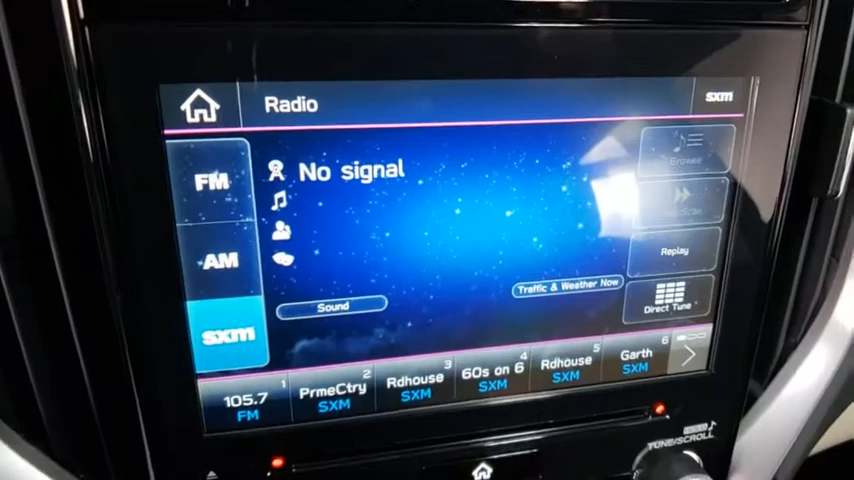 Radio
sxm
FM
No signal
Browse
AM
Replay
Sound
Traffic & Weather Now
Direct Tune
sxm
105.7 1
FM
PrmeCtry 2
SXM
Rdhouse 3
SXM
60s on 6 4
SXM
Rdhouse 5
SXM
Garth 6
SXM
TUNE/SCROLL